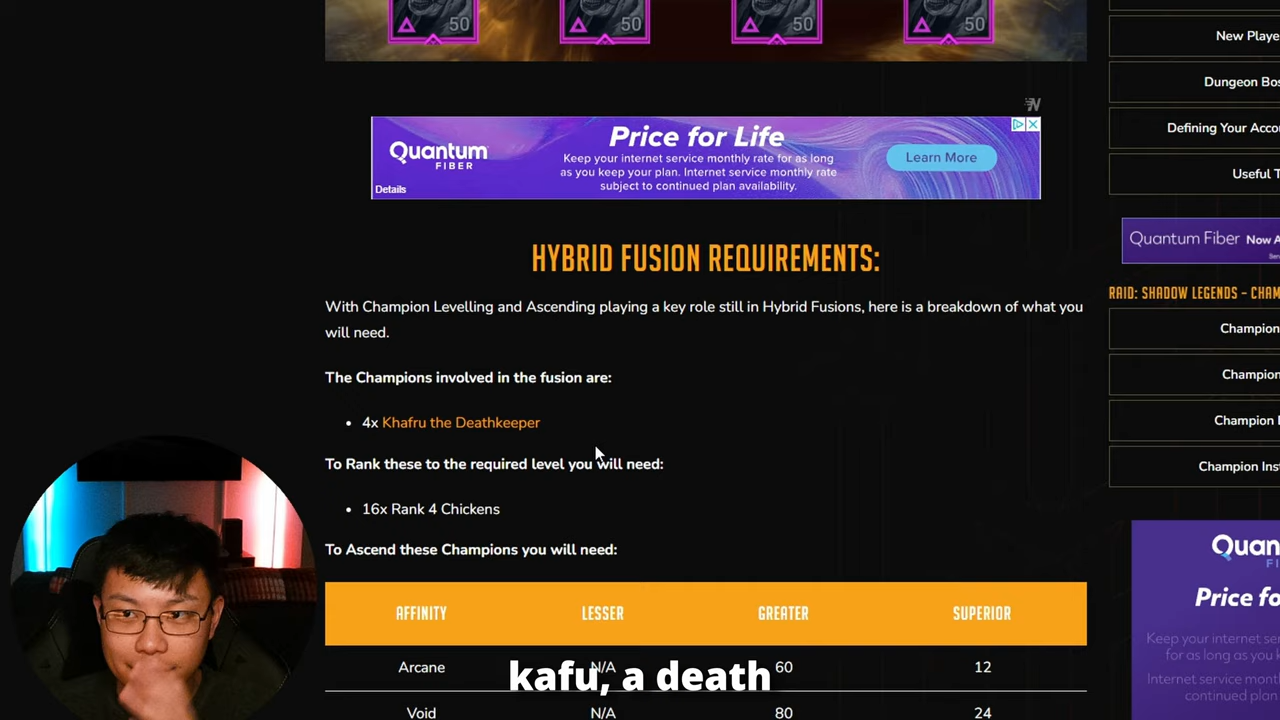 50
50
50
50
Quantum
FIBER
Details
Price for Life
Keep your internet service monthly rate for as long
as you keep your plan. Internet service monthly rate
subject to continued plan availability.
Learn More
HYBRID FUSION REQUIREMENTS:
With Champion Levelling and Ascending playing a key role still in Hybrid Fusions, here is a breakdown of what you
will need.
The Champions involved in the fusion are:
• 4x Khafru the Deathkeeper
To Rank these to the required level you will need:
• 16x Rank 4 Chickens
To Ascend these Champions you will need:
AFFINITY LESSER GREATER SUPERIOR
Arcane N/A 60 12
Void N/A 80 24
kafu, a death
New Playe
Dungeon Bos
Defining Your Acco
Useful T
Quantum Fiber Now A
RAID: SHADOW LEGENDS – CHAM
Champion
Champion
Champion
Champion Ins
Quan
FI
Price fo
Keep your internet ser
for as long as you k
Internet service mont
continued plan